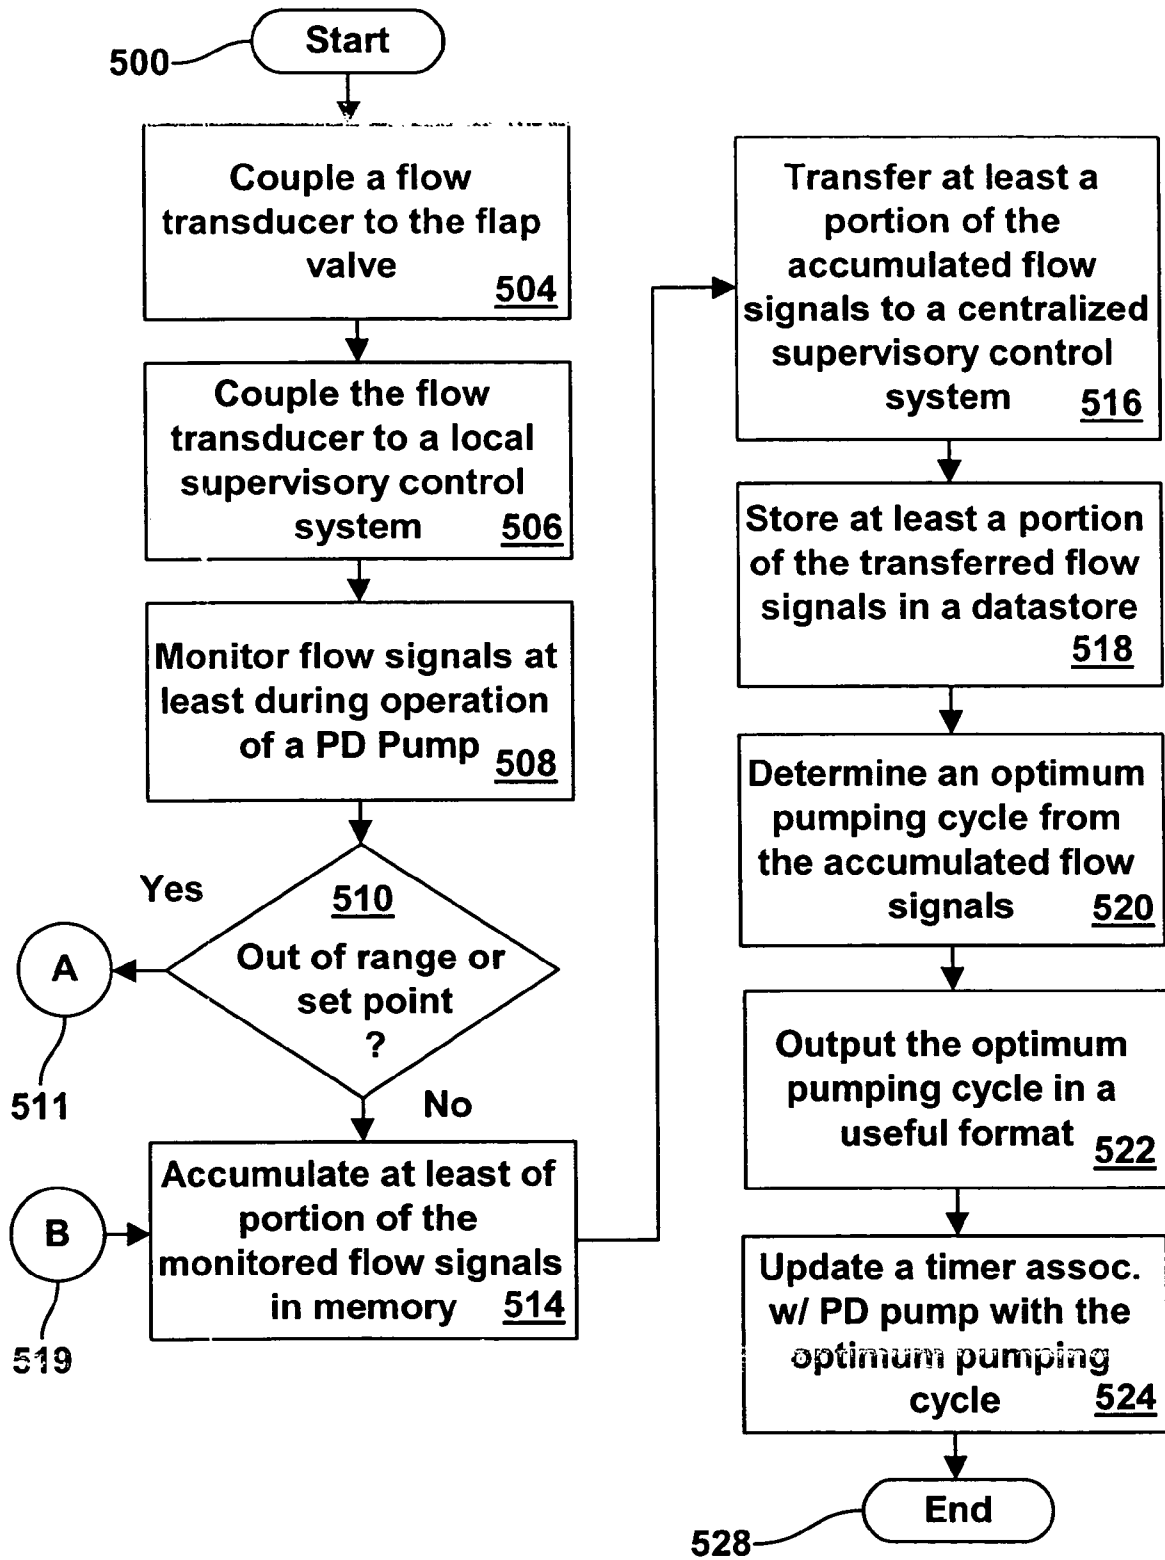 Start
500
Couple a flow
transducer to the flap
valve
504
Couple the flow
transducer to a local
supervisory control
system
506
Monitor flow signals at
least during operation
of a PD Pump
508
Yes
510
Out of range or
set point
?
A
511
No
B
519
Accumulate at least of
portion of the
monitored flow signals
in memory
514
Transfer at least a
portion of the
accumulated flow
signals to a centralized
supervisory control
system
516
Store at least a portion
of the transferred flow
signals in a datastore
518
Determine an optimum
pumping cycle from
the accumulated flow
signals
520
Output the optimum
pumping cycle in a
useful format
522
Update a timer assoc.
w/ PD pump with the
optimum pumping
cycle
524
End
528